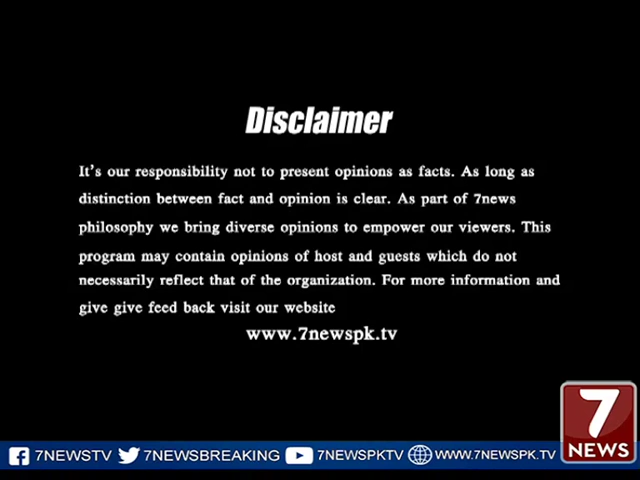 Disclaimer
It's our responsibility not to present opinions as facts. As long as
distinction between fact and opinion is clear. As part of 7news
philosophy we bring diverse opinions to empower our viewers. This
program may contain opinions of host and guests which do not
necessarily reflect that of the organization. For more information and
give give feed back visit our website
www.7newspk.tv
7
NEWS
7NEWSTV 7NEWSBREAKING 7NEWSPKTV WWW.7NEWSPK.TV